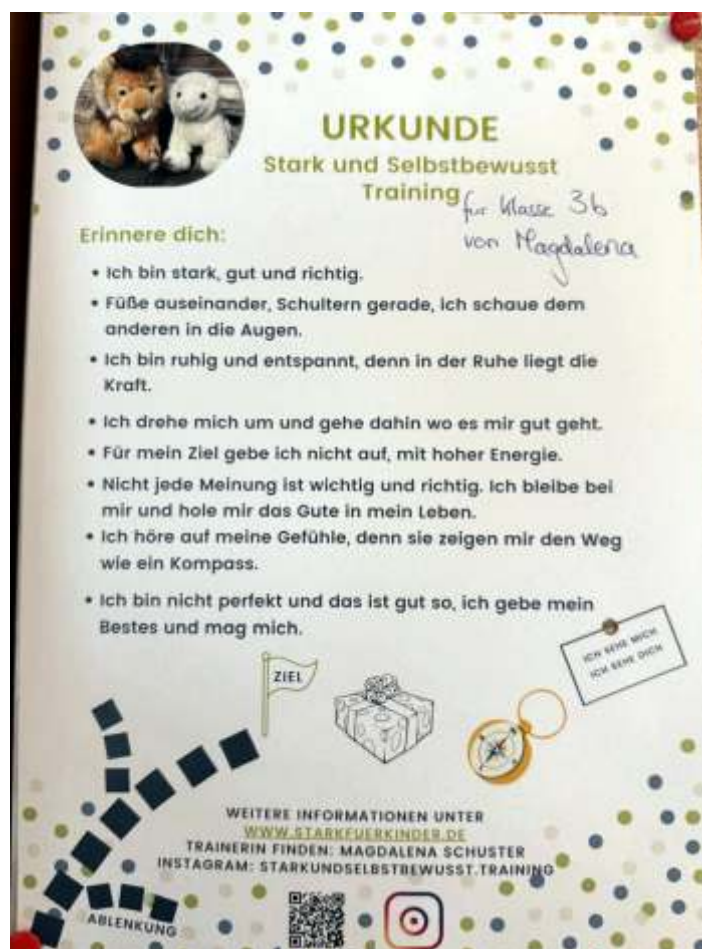 URKUNDE
Stark und Selbstbewusst
Training
für Klasse 3b
von Magdalena
Erinnere dich:
• Ich bin stark, gut und richtig.
• Füße auseinander, Schultern gerade, ich schaue dem
anderen in die Augen.
• Ich bin ruhig und entspannt, denn in der Ruhe liegt die
Kraft.
• Ich drehe mich um und gehe dahin wo es mir gut geht.
• Für mein Ziel gebe ich nicht auf, mit hoher Energie.
• Nicht jede Meinung ist wichtig und richtig. Ich bleibe bei
mir und hole mir das Gute in mein Leben.
• Ich höre auf meine Gefühle, denn sie zeigen mir den Weg
wie ein Kompass.
• Ich bin nicht perfekt und das ist gut so, ich gebe mein
Bestes und mag mich.
ICH SEHE MICH
ICH SEHE DICH
ZIEL
WEITERE INFORMATIONEN UNTER
WWW.STARKFUERKINDER.DE
TRAINERIN FINDEN: MAGDALENA SCHUSTER
INSTAGRAM: STARKUNDSELBSTBEWUSST.TRAINING
ABLENKUNG